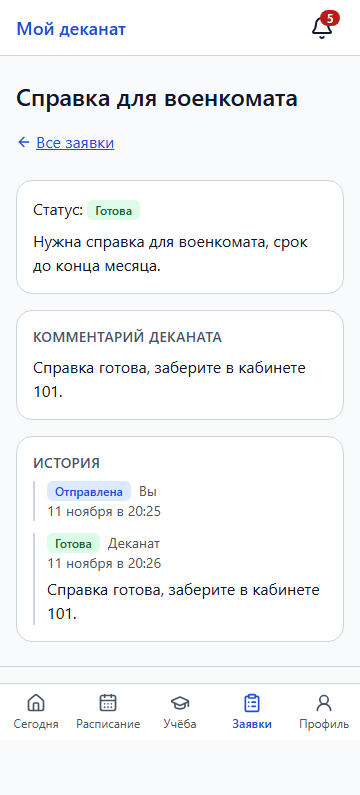 Мой деканат
5
Справка для военкомата
← Все заявки
Статус: Готова
Нужна справка для военкомата, срок
до конца месяца.
КОММЕНТАРИЙ ДЕКАНАТА
Справка готова, заберите в кабинете
101.
ИСТОРИЯ
Отправлена Вы
11 ноября в 20:25
Готова Деканат
11 ноября в 20:26
Справка готова, заберите в кабинете
101.
Сегодня Расписание Учёба Заявки Профиль